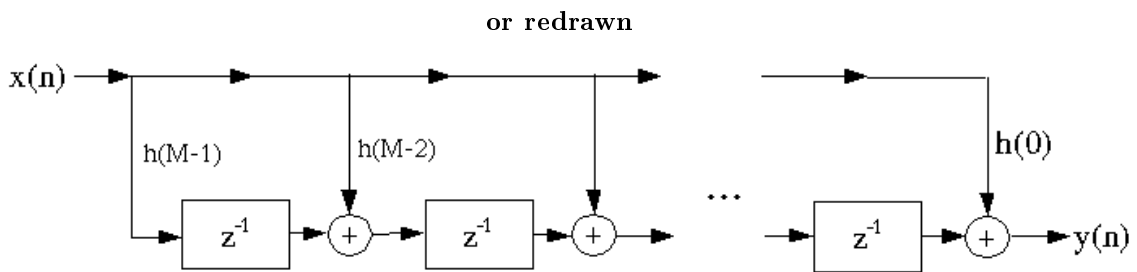 or redrawn
x(n)
h(M-1)
h(M-2)
h(0)
z⁻¹
+
z⁻¹
+
...
z⁻¹
+
y(n)